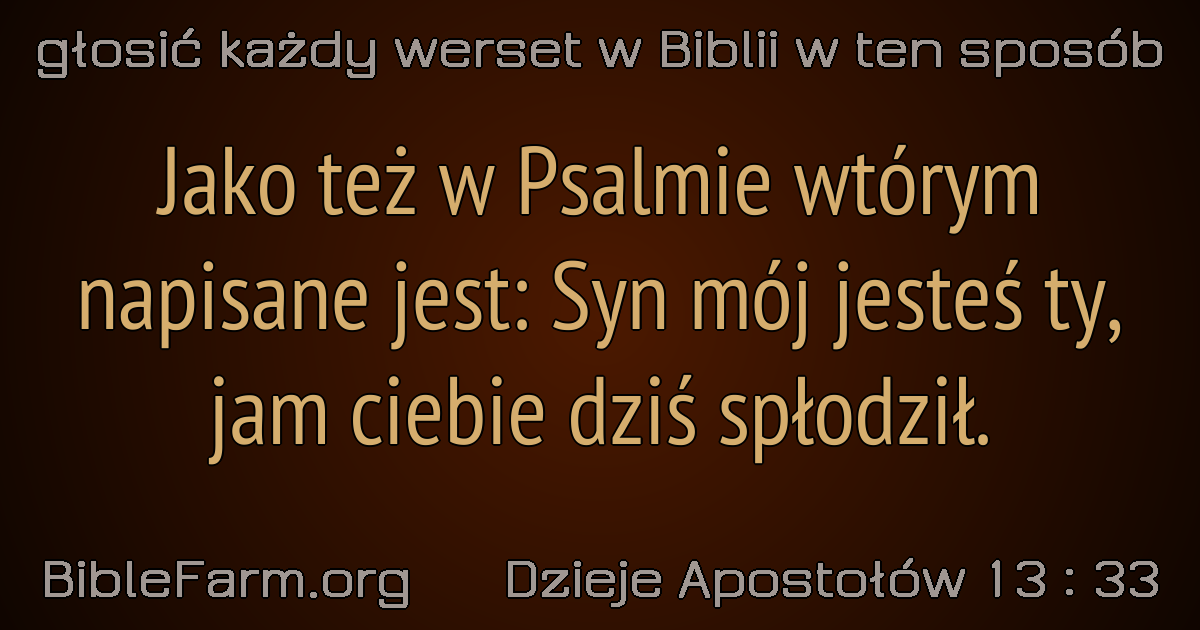 głosić każdy werset w Biblii w ten sposób
Jako też w Psalmie wtórym
napisane jest: Syn mój jesteś ty,
jam ciebie dziś spłodził.
BibleFarm.org Dzieje Apostołów 13 : 33